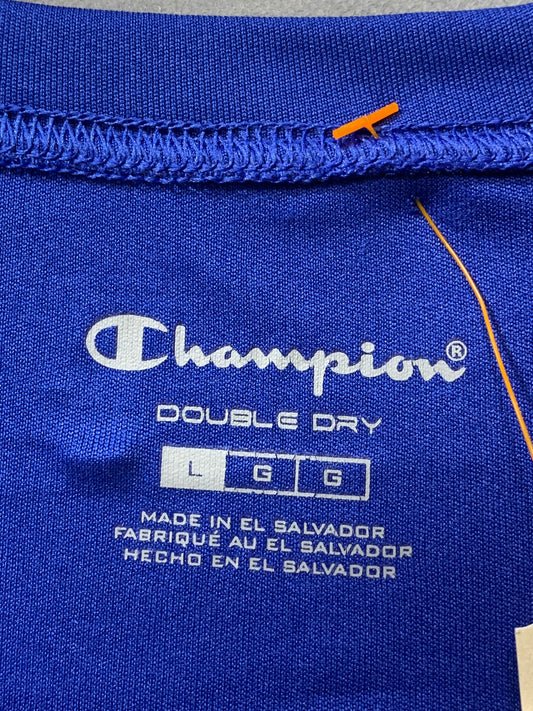 Champion®
DOUBLE DRY
L G G
MADE IN EL SALVADOR
FABRIQUÉ AU EL SALVADOR
HECHO EN EL SALVADOR